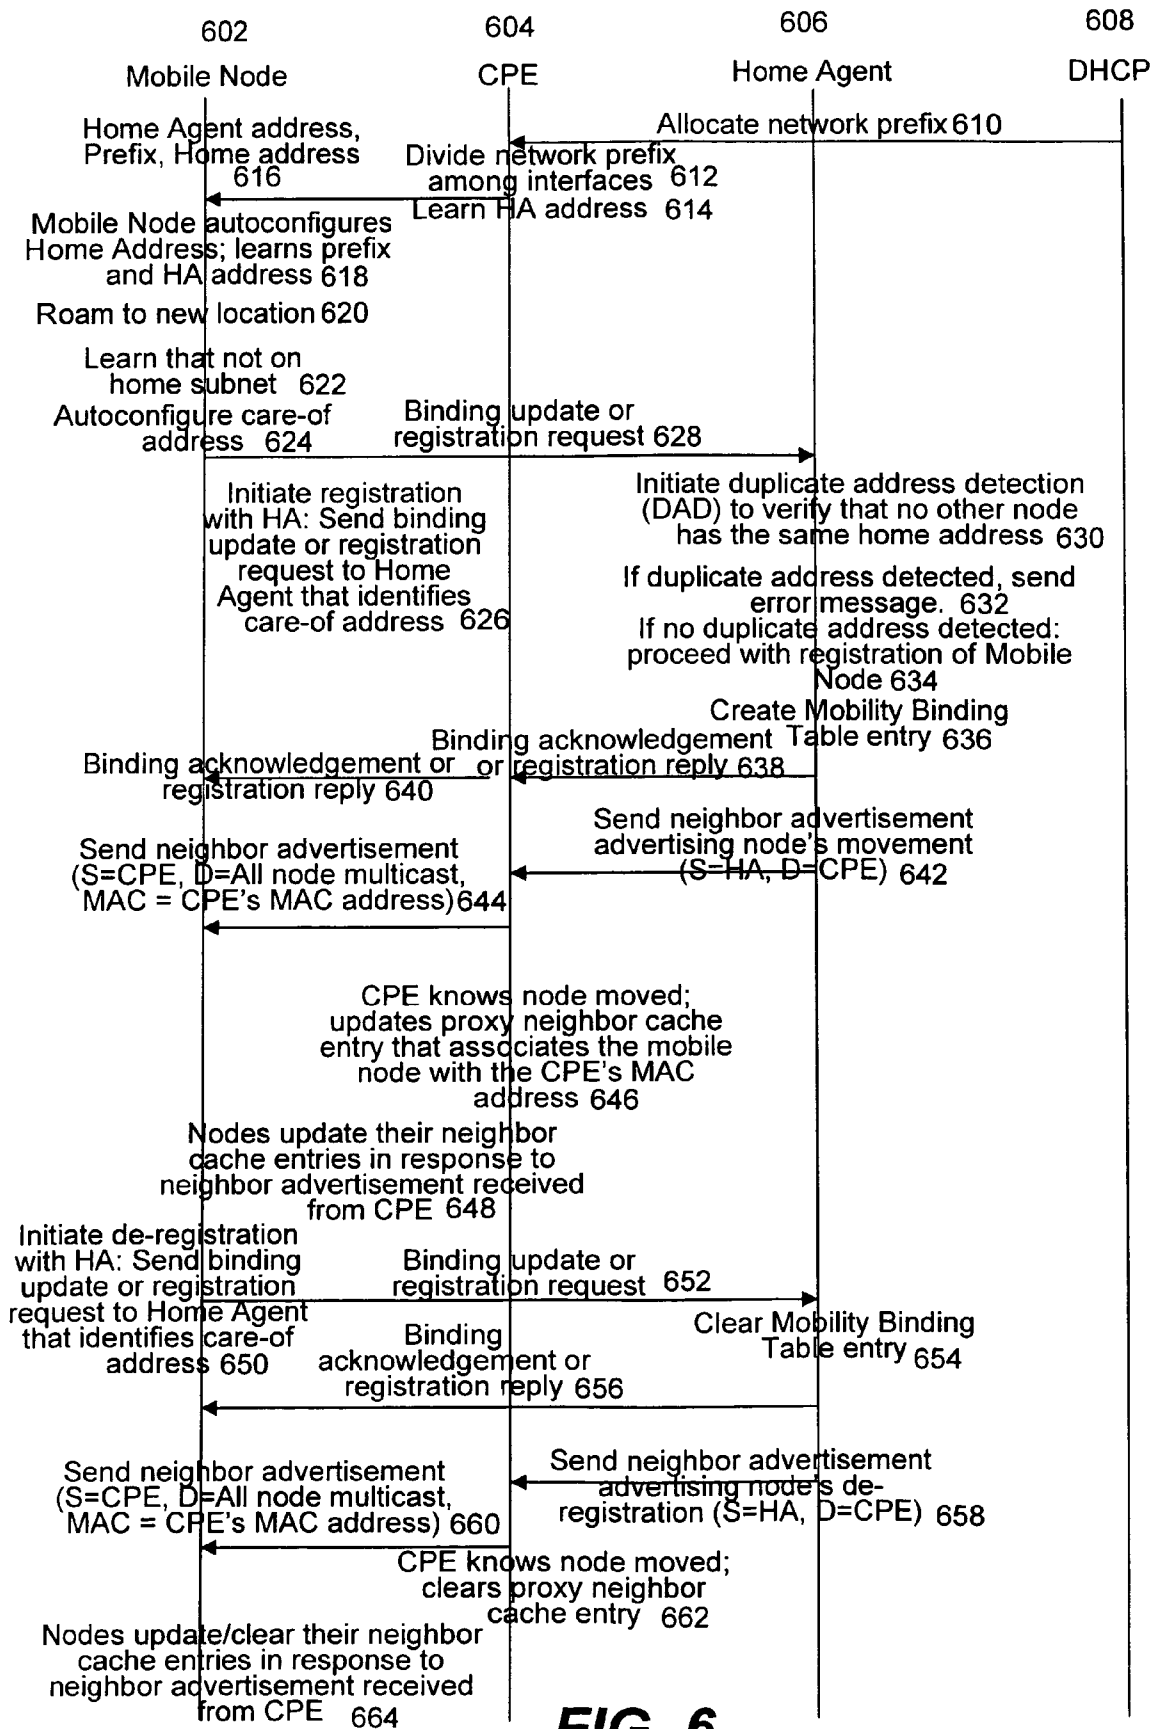 602
604
606
608
Mobile Node
CPE
Home Agent
DHCP
Allocate network prefix 610
Home Agent address,
Prefix, Home address
616
Divide network prefix
among interfaces 612
Learn HA address 614
Mobile Node autoconfigures
Home Address; learns prefix
and HA address 618
Roam to new location 620
Learn that not on
home subnet 622
Autoconfigure care-of
address 624
Binding update or
registration request 628
Initiate registration
with HA: Send binding
update or registration
request to Home
Agent that identifies
care-of address 626
Initiate duplicate address detection
(DAD) to verify that no other node
has the same home address 630
If duplicate address detected, send
error message. 632
If no duplicate address detected:
proceed with registration of Mobile
Node 634
Create Mobility Binding
Table entry 636
Binding acknowledgement
or registration reply 638
Binding acknowledgement or
registration reply 640
Send neighbor advertisement
advertising node's movement
(S=HA, D=CPE) 642
Send neighbor advertisement
(S=CPE, D=All node multicast,
MAC = CPE's MAC address) 644
CPE knows node moved;
updates proxy neighbor cache
entry that associates the mobile
node with the CPE's MAC
address 646
Nodes update their neighbor
cache entries in response to
neighbor advertisement received
from CPE 648
Initiate de-registration
with HA: Send binding
update or registration
request to Home Agent
that identifies care-of
address 650
Binding update or
registration request 652
Clear Mobility Binding
Table entry 654
Binding
acknowledgement or
registration reply 656
Send neighbor advertisement
advertising node's de-
registration (S=HA, D=CPE) 658
Send neighbor advertisement
(S=CPE, D=All node multicast,
MAC = CPE's MAC address) 660
CPE knows node moved;
clears proxy neighbor
cache entry 662
Nodes update/clear their neighbor
cache entries in response to
neighbor advertisement received
from CPE 664
FIG. 6